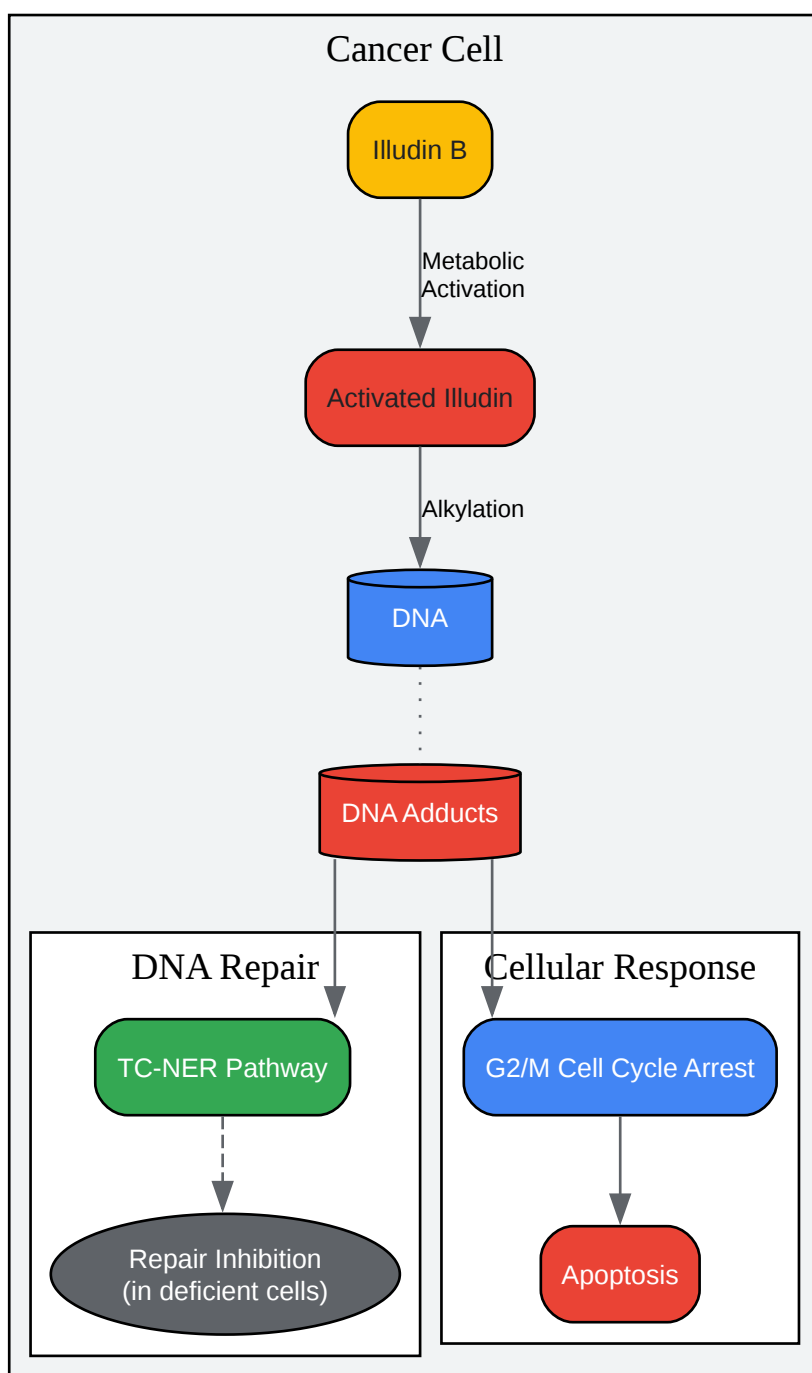 Cancer Cell
Illudin B
Metabolic
Activation
Activated Illudin
Alkylation
DNA
DNA Adducts
DNA Repair
TC-NER Pathway
Repair Inhibition
(in deficient cells)
Cellular Response
G2/M Cell Cycle Arrest
Apoptosis